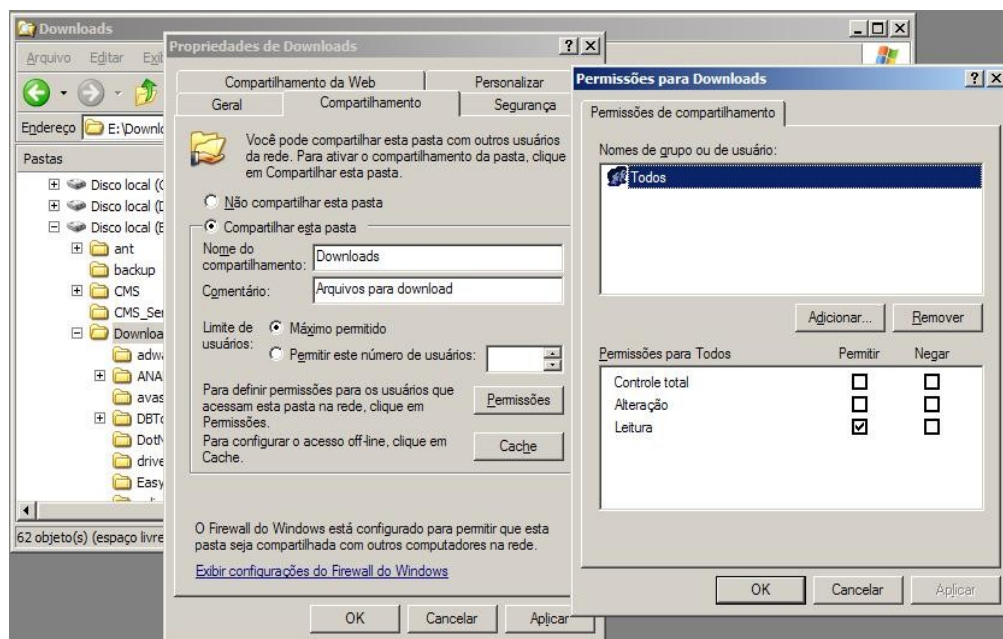 Downloads
Arquivo Editar
Endereço E:\Downl
Pastas
Disco local
Disco local
Disco local
ant
backup
CMS
CMS_Ser
Downloa
adwa
ANA
avas
DBTo
DotN
drive
Easy
62 objeto(s) (espaço livre
Propriedades de Downloads
Compartilhamento da Web Personalizar
Geral Compartilhamento Segurança
Você pode compartilhar esta pasta com outros usuários
da rede. Para ativar o compartilhamento da pasta, clique
em Compartilhar esta pasta.
Não compartilhar esta pasta
Compartilhar esta pasta
Nome do
compartilhamento: Downloads
Comentário: Arquivos para download
Limite de
usuários: Máximo permitido
Permitir este número de usuários:
Para definir permissões para os usuários que
acessam esta pasta na rede, clique em
Permissões.
Permissões
Para configurar o acesso off-line, clique em
Cache.
Cache
O Firewall do Windows está configurado para permitir que esta
pasta seja compartilhada com outros computadores na rede.
Exibir configurações do Firewall do Windows
OK Cancelar Aplicar
Permissões para Downloads
Permissões de compartilhamento
Nomes de grupo ou de usuário:
Todos
Adicionar... Remover
Permissões para Todos Permitir Negar
Controle total
Alteração
Leitura
OK Cancelar Aplicar